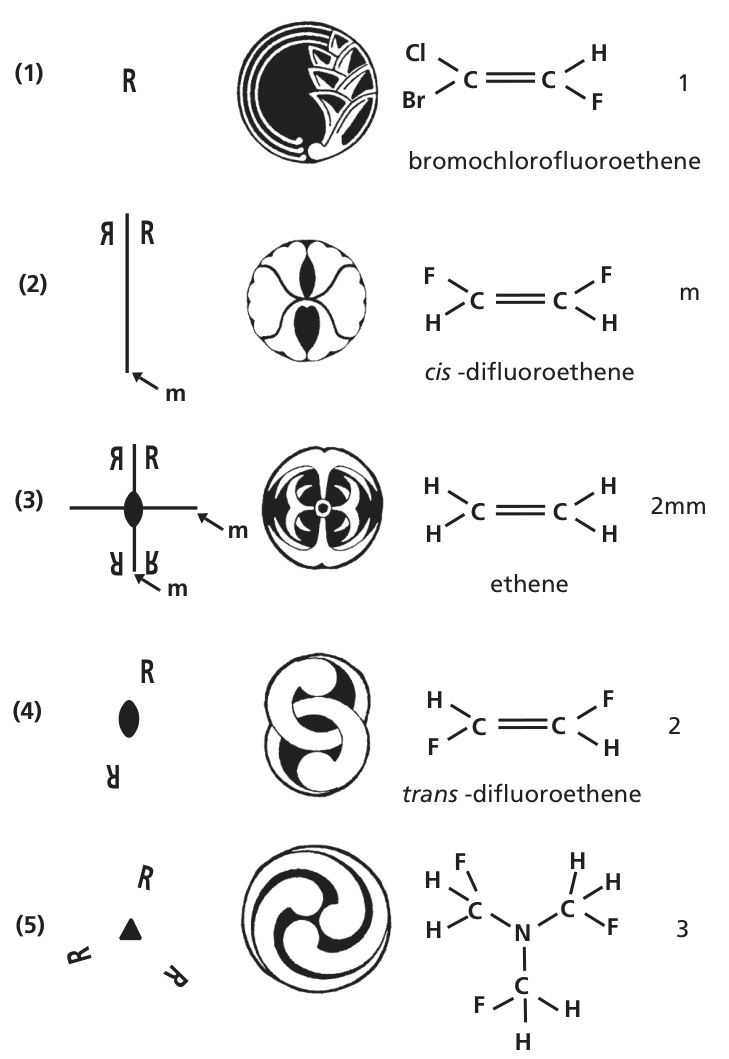 (1) R Cl Br C C H F 1
bromochlorofluoroethene
(2) Я R m F H C C F H m
cis -difluoroethene
(3) Я R R Я m m H H C C H H 2mm
ethene
(4) R R H F C C F H 2
trans -difluoroethene
(5) R R R F H H C N C H H F C F H H 3